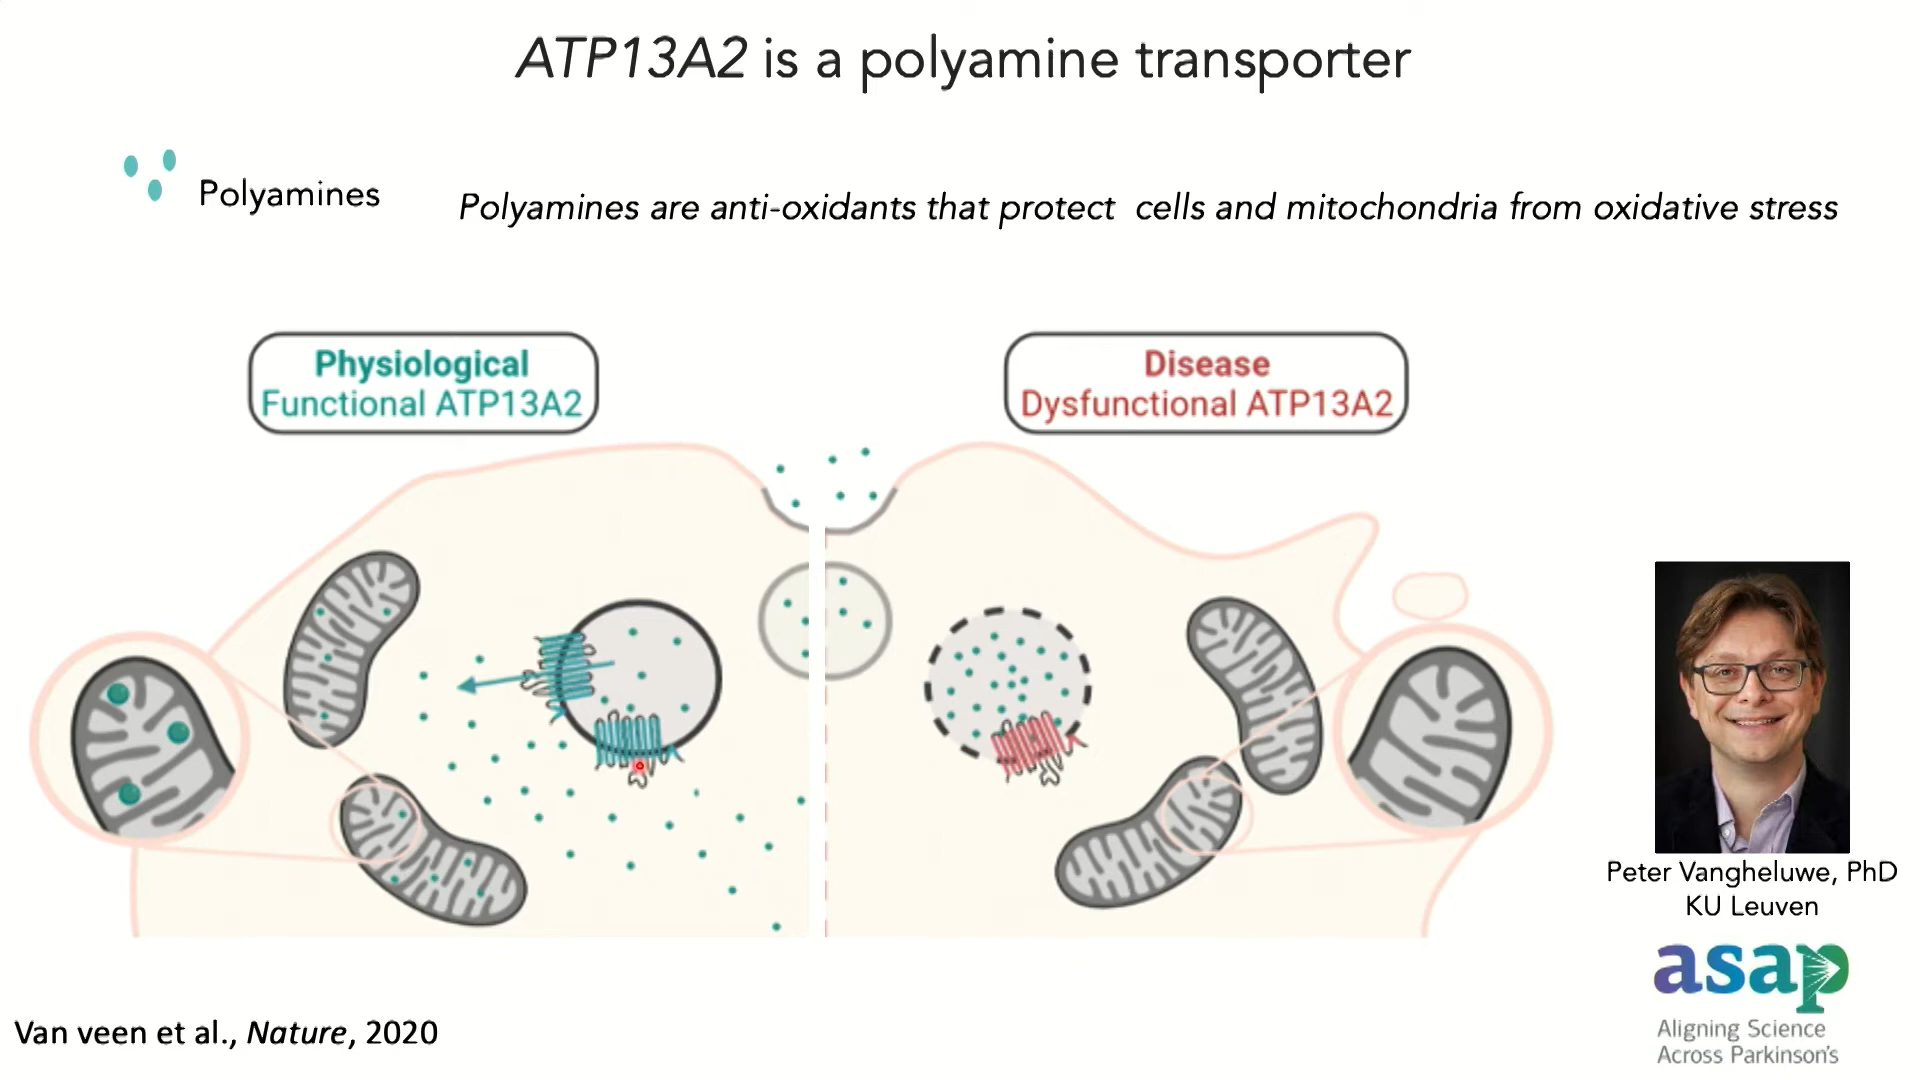 ATP13A2 is a polyamine transporter
Polyamines
Polyamines are anti-oxidants that protect  cells and mitochondria from oxidative stress
Physiological
Functional ATP13A2
Disease
Dysfunctional ATP13A2
Peter Vangheluwe, PhD
KU Leuven
asap
Aligning Science
Across Parkinson's
Van veen et al., Nature, 2020